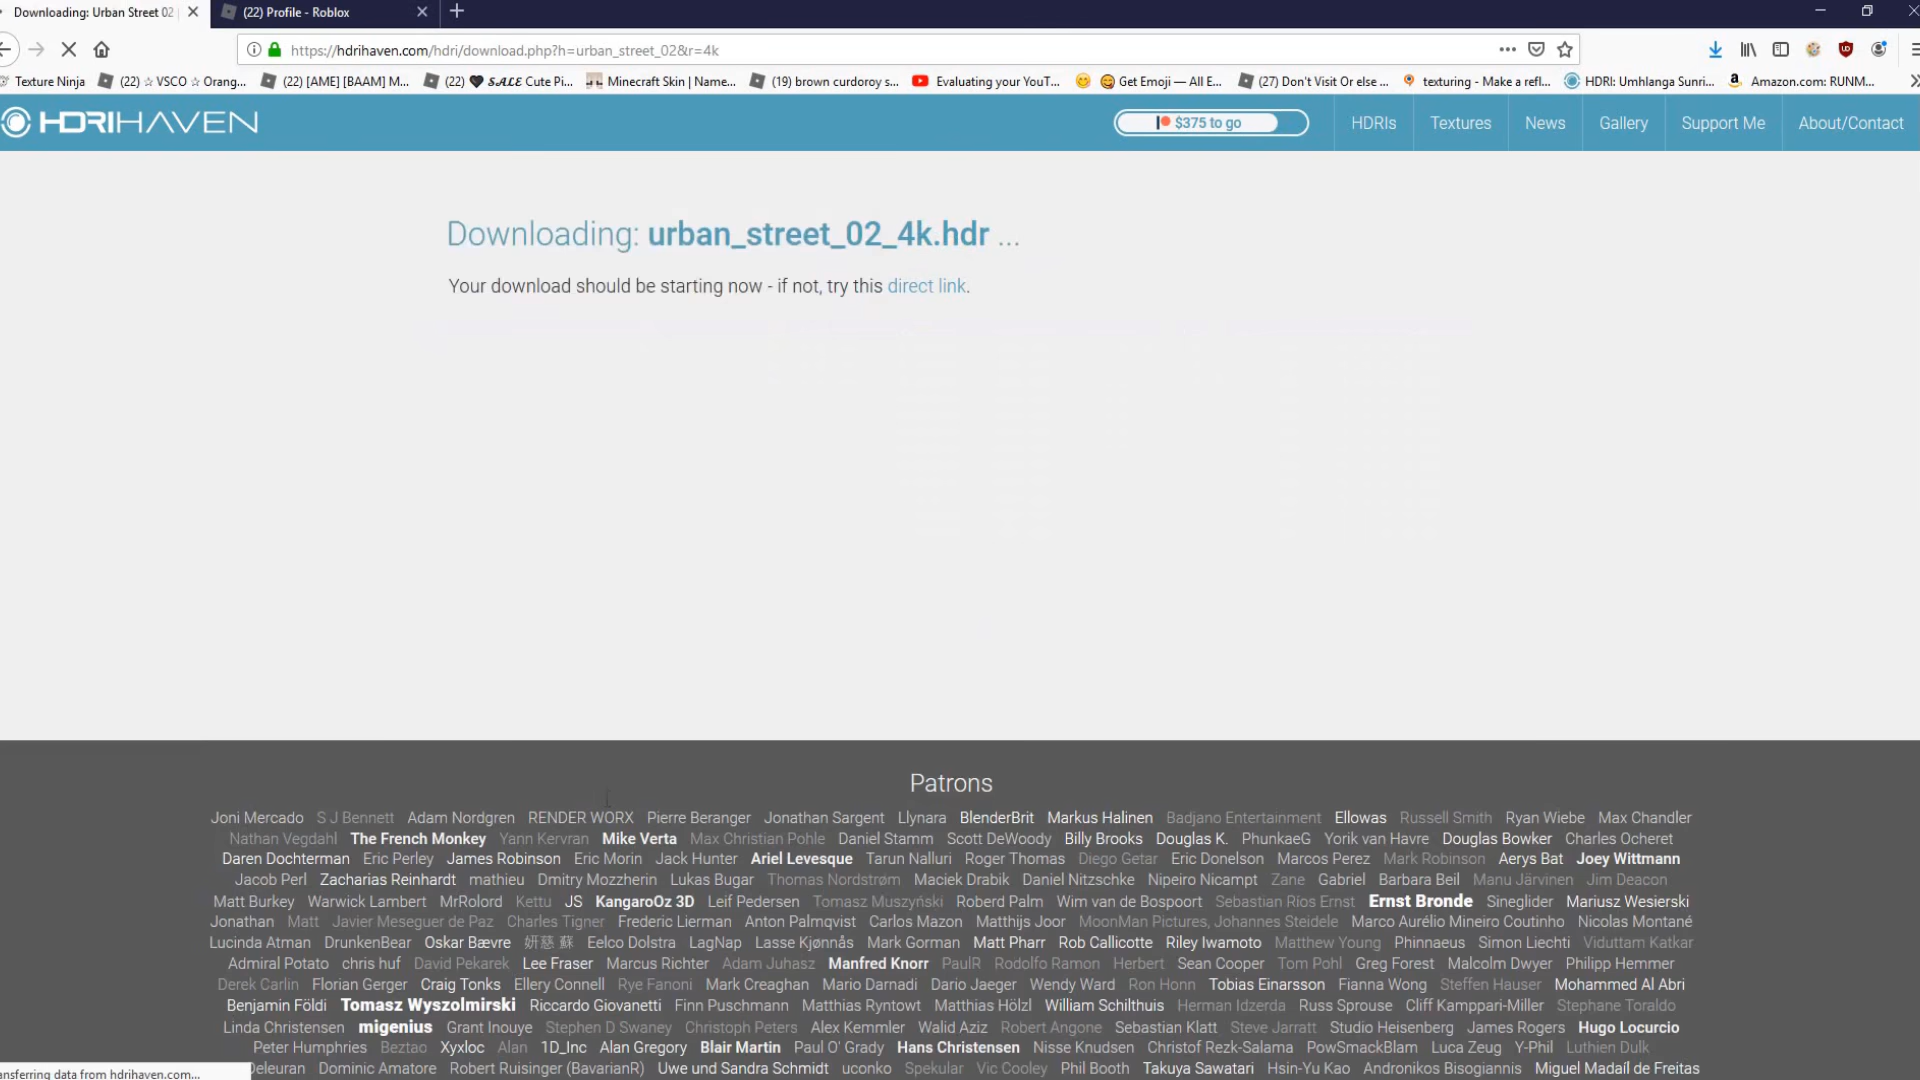 Downloading: Urban Street 02
(22) Profile - Roblox
https://hdrihaven.com/hdri/download.php?h=urban_street_02&r=4k
Texture Ninja (22) ☆ VSCO ☆ Orang... (22) [AME] [BAAM] M... (22) 🖤 𝓢𝓐𝓛𝓔 Cute Pi... Minecraft Skin | Name... (19) brown curdoroy s... Evaluating your YouT... Get Emoji — All E... (27) Don't Visit Or else ... texturing - Make a refl... HDRI: Umhlanga Sunri... Amazon.com: RUNM...
HDRIHAVEN
$375 to go
HDRIs Textures News Gallery Support Me About/Contact
Downloading: urban_street_02_4k.hdr ...
Your download should be starting now - if not, try this direct link.
Patrons
Joni Mercado S J Bennett Adam Nordgren RENDER WORX Pierre Beranger Jonathan Sargent Llynara BlenderBrit Markus Halinen Badjano Entertainment Ellowas Russell Smith Ryan Wiebe Max Chandler
Nathan Vegdahl The French Monkey Yann Kervran Mike Verta Max Christian Pohle Daniel Stamm Scott DeWoody Billy Brooks Douglas K. PhunkaeG Yorik van Havre Douglas Bowker Charles Ocheret
Daren Dochterman Eric Perley James Robinson Eric Morin Jack Hunter Ariel Levesque Tarun Nalluri Roger Thomas Diego Getar Eric Donelson Marcos Perez Mark Robinson Aerys Bat Joey Wittmann
Jacob Perl Zacharias Reinhardt mathieu Dmitry Mozzherin Lukas Bugar Thomas Nordstrøm Maciek Drabik Daniel Nitzschke Nipeiro Nicampt Zane Gabriel Barbara Beil Manu Järvinen Jim Deacon
Matt Burkey Warwick Lambert MrRolord Kettu JS KangaroOz 3D Leif Pedersen Tomasz Muszyński Roberd Palm Wim van de Bospoort Sebastian Ríos Ernst Ernst Bronde Sineglider Mariusz Wesierski
Jonathan Matt Javier Meseguer de Paz Charles Tigner Frederic Lierman Anton Palmqvist Carlos Mazon Matthijs Joor MoonMan Pictures, Johannes Steidele Marco Aurélio Mineiro Coutinho Nicolas Montané
Lucinda Atman DrunkenBear Oskar Bævre 妍慈 蘇 Eelco Dolstra LagNap Lasse Kjønnås Mark Gorman Matt Pharr Rob Callicotte Riley Iwamoto Matthew Young Phinnaeus Simon Liechti Viduttam Katkar
Admiral Potato chris huf David Pekarek Lee Fraser Marcus Richter Adam Juhasz Manfred Knorr PaulR Rodolfo Ramon Herbert Sean Cooper Tom Pohl Greg Forest Malcolm Dwyer Philipp Hemmer
Derek Carlin Florian Gerger Craig Tonks Ellery Connell Rye Fanoni Mark Creaghan Mario Darnadi Dario Jaeger Wendy Ward Ron Honn Tobias Einarsson Fianna Wong Steffen Hauser Mohammed Al Abri
Benjamin Földi Tomasz Wyszolmirski Riccardo Giovanetti Finn Puschmann Matthias Ryntowt Matthias Hölzl William Schilthuis Herman Idzerda Russ Sprouse Cliff Kamppari-Miller Stephane Toraldo
Linda Christensen migenius Grant Inouye Stephen D Swaney Christoph Peters Alex Kemmler Walid Aziz Robert Angone Sebastian Klatt Steve Jarratt Studio Heisenberg James Rogers Hugo Locurcio
Peter Humphries Beztao Xyxloc Alan 1D_Inc Alan Gregory Blair Martin Paul O' Grady Hans Christensen Nisse Knudsen Christof Rezk-Salama PowSmackBlam Luca Zeug Y-Phil Luthien Dulk
Deleuran Dominic Amatore Robert Ruisinger (BavarianR) Uwe und Sandra Schmidt uconko Spekular Vic Cooley Phil Booth Takuya Sawatari Hsin-Yu Kao Andronikos Bisogiannis Miguel Madaíl de Freitas
ansferring data from hdrihaven.com...